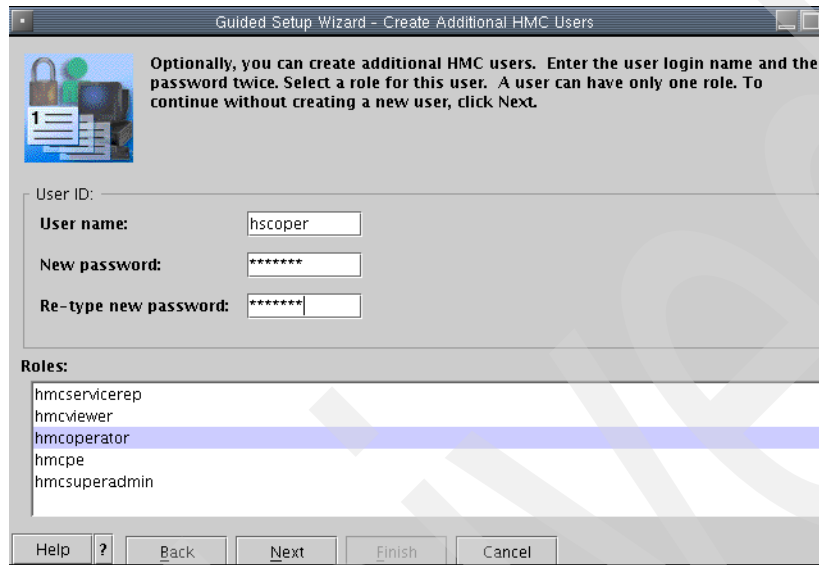 Guided Setup Wizard - Create Additional HMC Users
Optionally, you can create additional HMC users. Enter the user login name and the
password twice. Select a role for this user. A user can have only one role. To
continue without creating a new user, click Next.
1
User ID:
User name: hscoper
New password: *******
Re-type new password: *******
Roles:
hmcservicerep
hmcviewer
hmcoperator
hmcpe
hmcsuperadmin
Help ? Back Next Finish Cancel